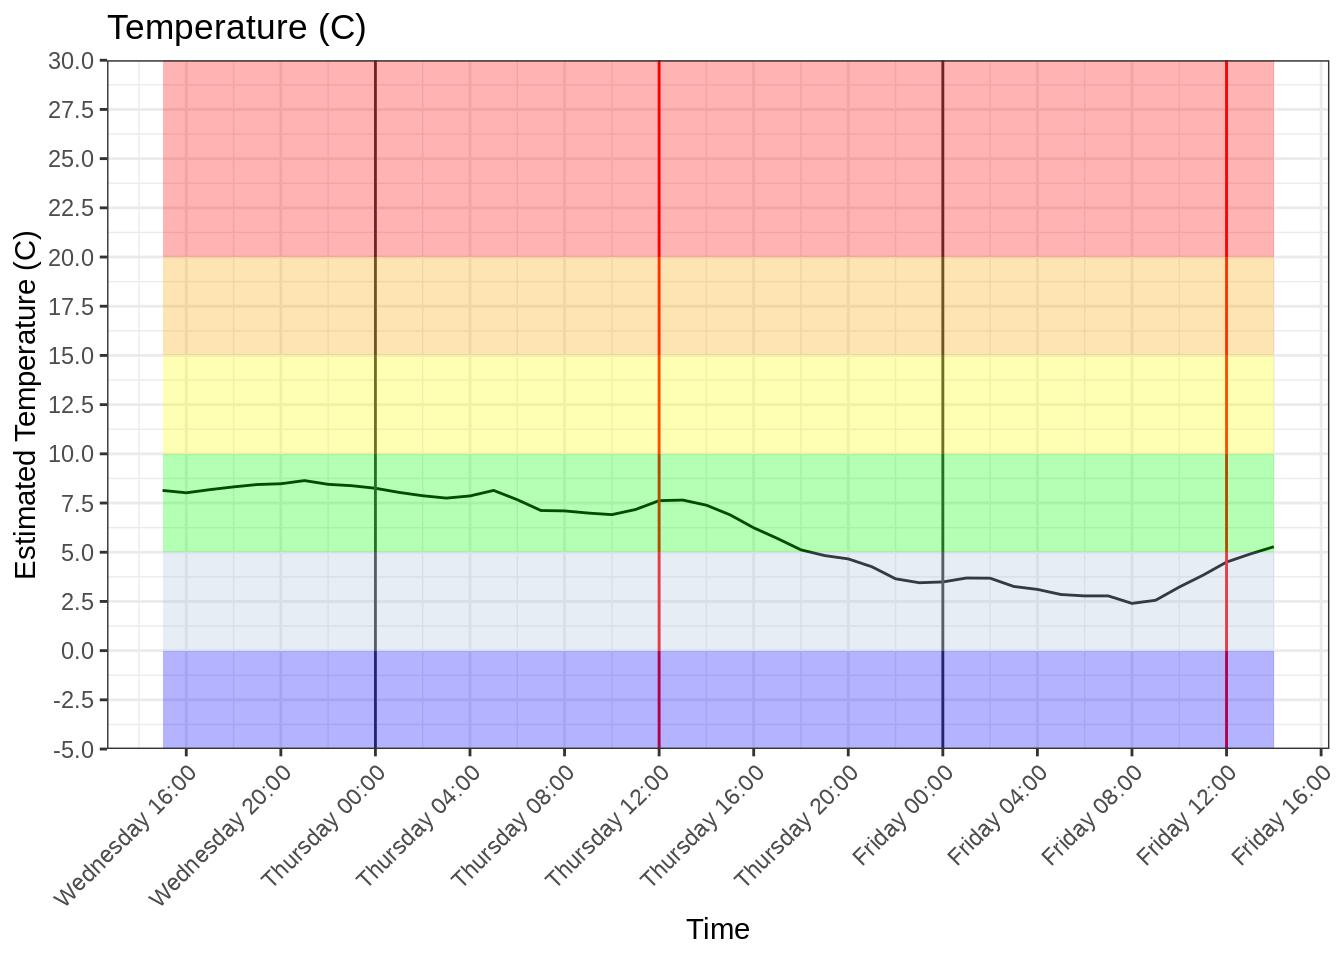 Temperature (C)
Estimated Temperature (C)
30.0
27.5
25.0
22.5
20.0
17.5
15.0
12.5
10.0
7.5
5.0
2.5
0.0
-2.5
-5.0
Wednesday 16:00
Wednesday 20:00
Thursday 00:00
Thursday 04:00
Thursday 08:00
Thursday 12:00
Thursday 16:00
Thursday 20:00
Friday 00:00
Friday 04:00
Friday 08:00
Friday 12:00
Friday 16:00
Time